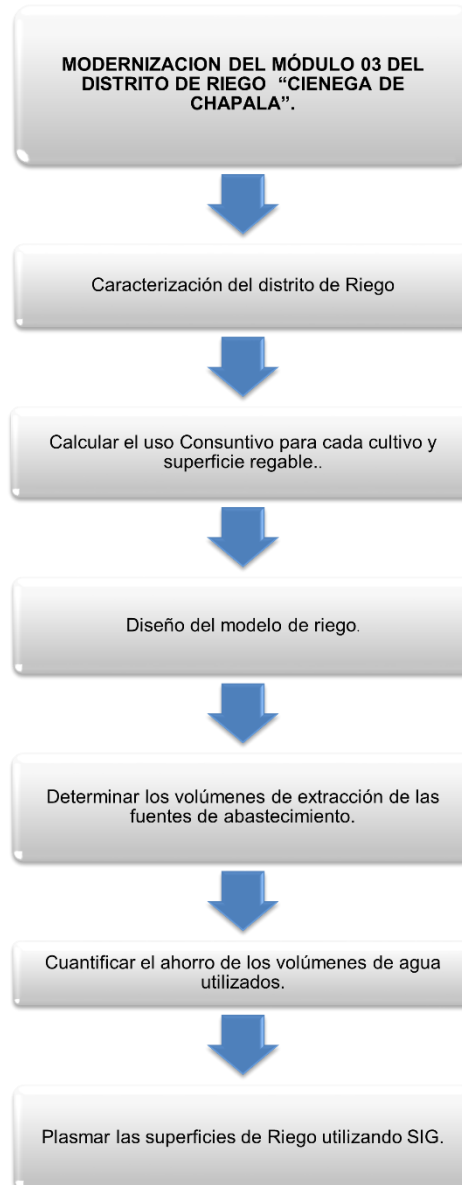 MODERNIZACION DEL MÓDULO 03 DEL
DISTRITO DE RIEGO “CIENEGA DE
CHAPALA”.
Caracterización del distrito de Riego
Calcular el uso Consuntivo para cada cultivo y
superficie regable..
Diseño del modelo de riego.
Determinar los volúmenes de extracción de las
fuentes de abastecimiento.
Cuantificar el ahorro de los volúmenes de agua
utilizados.
Plasmar las superficies de Riego utilizando SIG.